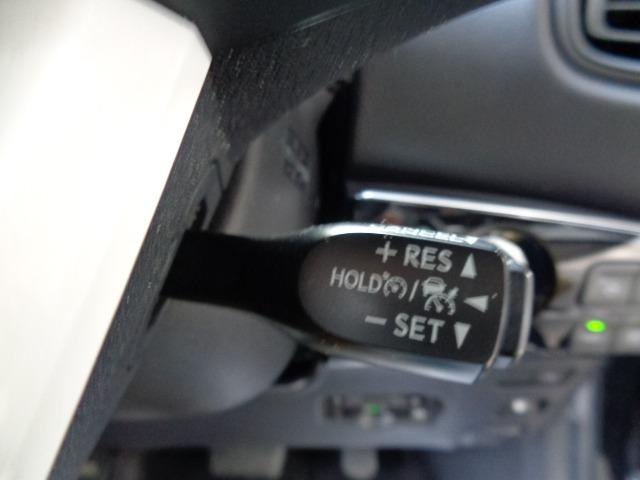 + RES ▲
HOLD /
− SET ▼